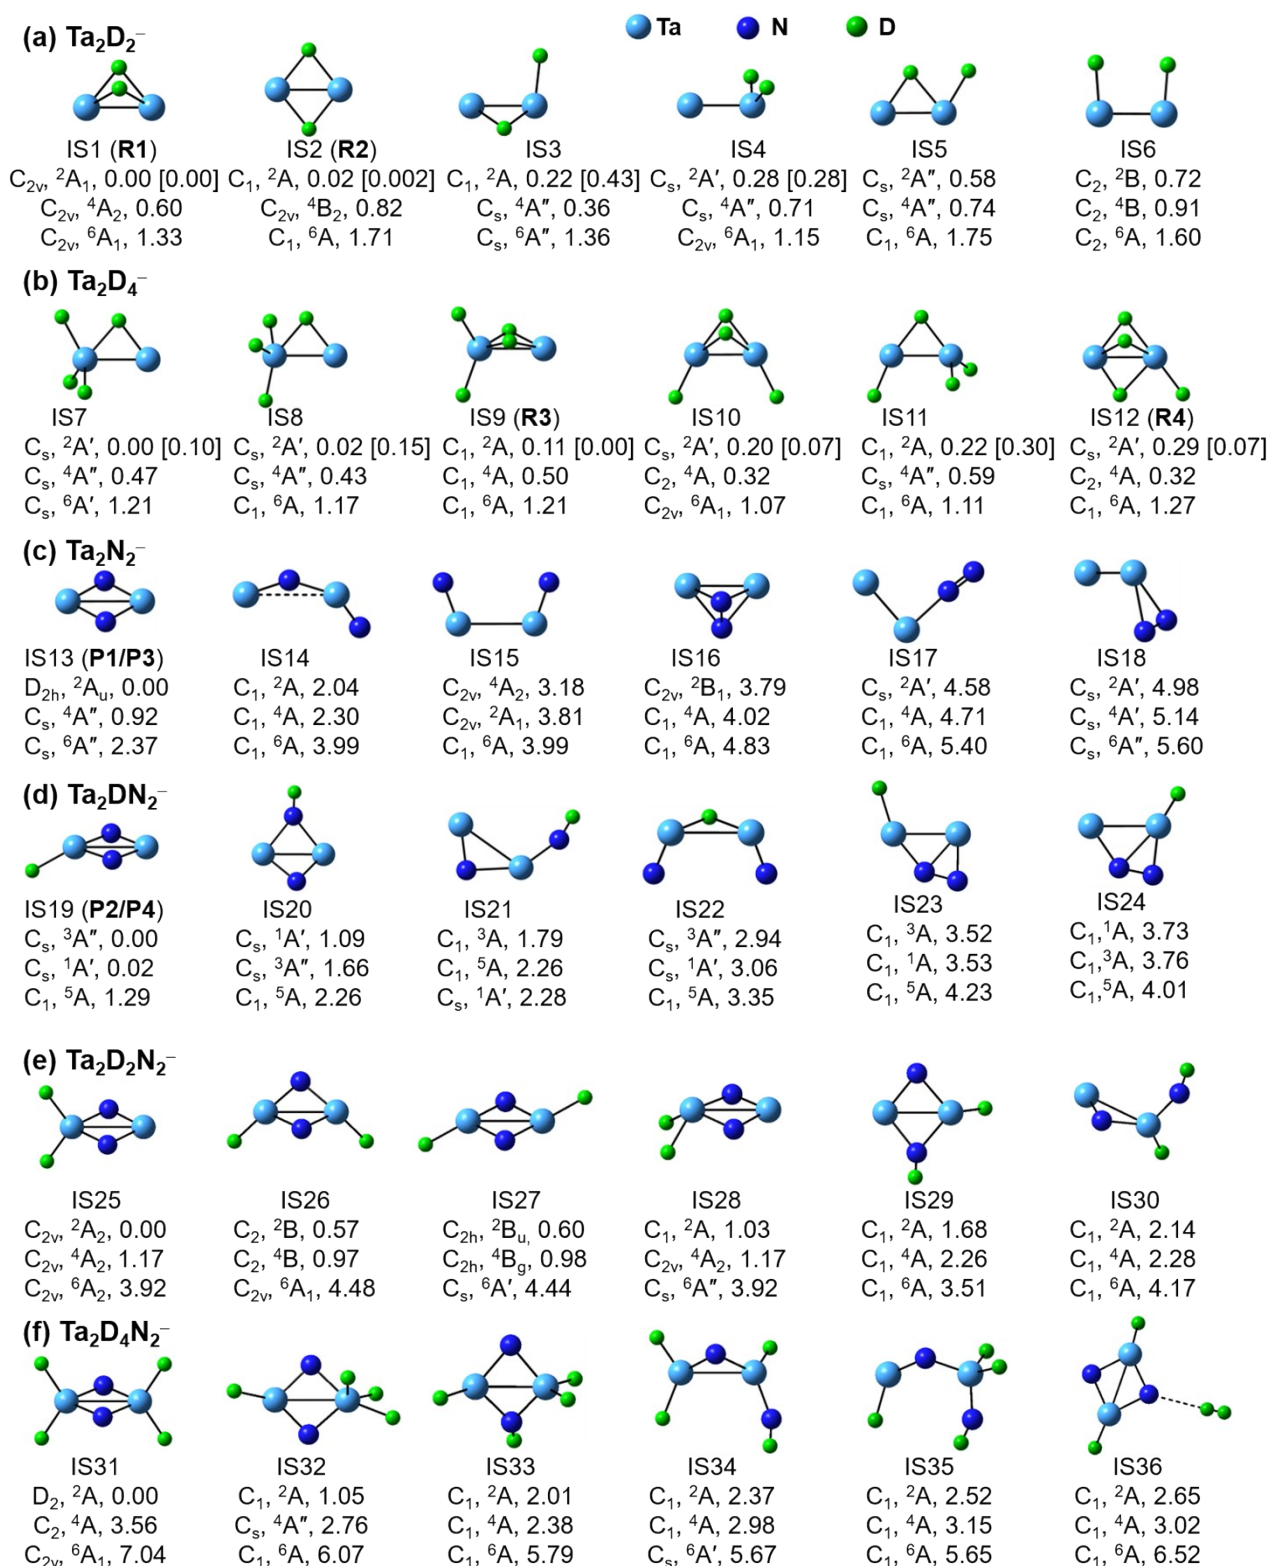 (a) Ta₂D₂⁻ Ta N D
IS1 (R1) IS2 (R2) IS3 IS4 IS5 IS6
C₂ᵥ, ²A₁, 0.00 [0.00] C₁, ²A, 0.02 [0.002] C₁, ²A, 0.22 [0.43] Cₛ, ²A′, 0.28 [0.28] Cₛ, ²A″, 0.58 C₂, ²B, 0.72
C₂ᵥ, ⁴A₂, 0.60 C₂ᵥ, ⁴B₂, 0.82 Cₛ, ⁴A″, 0.36 Cₛ, ⁴A″, 0.71 Cₛ, ⁴A″, 0.74 C₂, ⁴B, 0.91
C₂ᵥ, ⁶A₁, 1.33 C₁, ⁶A, 1.71 Cₛ, ⁶A″, 1.36 C₂ᵥ, ⁶A₁, 1.15 C₁, ⁶A, 1.75 C₂, ⁶A, 1.60
(b) Ta₂D₄⁻
IS7 IS8 IS9 (R3) IS10 IS11 IS12 (R4)
Cₛ, ²A′, 0.00 [0.10] Cₛ, ²A′, 0.02 [0.15] C₁, ²A, 0.11 [0.00] Cₛ, ²A′, 0.20 [0.07] C₁, ²A, 0.22 [0.30] Cₛ, ²A′, 0.29 [0.07]
Cₛ, ⁴A″, 0.47 Cₛ, ⁴A″, 0.43 C₁, ⁴A, 0.50 C₂, ⁴A, 0.32 Cₛ, ⁴A″, 0.59 C₂, ⁴A, 0.32
Cₛ, ⁶A′, 1.21 C₁, ⁶A, 1.17 C₁, ⁶A, 1.21 C₂ᵥ, ⁶A₁, 1.07 C₁, ⁶A, 1.11 C₁, ⁶A, 1.27
(c) Ta₂N₂⁻
IS13 (P1/P3) IS14 IS15 IS16 IS17 IS18
D₂ₕ, ²Aᵤ, 0.00 C₁, ²A, 2.04 C₂ᵥ, ⁴A₂, 3.18 C₂ᵥ, ²B₁, 3.79 Cₛ, ²A′, 4.58 Cₛ, ²A′, 4.98
Cₛ, ⁴A″, 0.92 C₁, ⁴A, 2.30 C₂ᵥ, ²A₁, 3.81 C₁, ⁴A, 4.02 C₁, ⁴A, 4.71 Cₛ, ⁴A′, 5.14
Cₛ, ⁶A″, 2.37 C₁, ⁶A, 3.99 C₁, ⁶A, 3.99 C₁, ⁶A, 4.83 C₁, ⁶A, 5.40 Cₛ, ⁶A″, 5.60
(d) Ta₂DN₂⁻
IS19 (P2/P4) IS20 IS21 IS22 IS23 IS24
Cₛ, ³A″, 0.00 Cₛ, ¹A′, 1.09 C₁, ³A, 1.79 Cₛ, ³A″, 2.94 C₁, ³A, 3.52 C₁,¹A, 3.73
Cₛ, ¹A′, 0.02 Cₛ, ³A″, 1.66 C₁, ⁵A, 2.26 Cₛ, ¹A′, 3.06 C₁, ¹A, 3.53 C₁,³A, 3.76
C₁, ⁵A, 1.29 C₁, ⁵A, 2.26 Cₛ, ¹A′, 2.28 C₁, ⁵A, 3.35 C₁, ⁵A, 4.23 C₁,⁵A, 4.01
(e) Ta₂D₂N₂⁻
IS25 IS26 IS27 IS28 IS29 IS30
C₂ᵥ, ²A₂, 0.00 C₂, ²B, 0.57 C₂ₕ, ²Bᵤ, 0.60 C₁, ²A, 1.03 C₁, ²A, 1.68 C₁, ²A, 2.14
C₂ᵥ, ⁴A₂, 1.17 C₂, ⁴B, 0.97 C₂ₕ, ⁴B_g, 0.98 C₂ᵥ, ⁴A₂, 1.17 C₁, ⁴A, 2.26 C₁, ⁴A, 2.28
C₂ᵥ, ⁶A₂, 3.92 C₂ᵥ, ⁶A₁, 4.48 Cₛ, ⁶A′, 4.44 Cₛ, ⁶A″, 3.92 C₁, ⁶A, 3.51 C₁, ⁶A, 4.17
(f) Ta₂D₄N₂⁻
IS31 IS32 IS33 IS34 IS35 IS36
D₂, ²A, 0.00 C₁, ²A, 1.05 C₁, ²A, 2.01 C₁, ²A, 2.37 C₁, ²A, 2.52 C₁, ²A, 2.65
C₂, ⁴A, 3.56 Cₛ, ⁴A″, 2.76 C₁, ⁴A, 2.38 C₁, ⁴A, 2.98 C₁, ⁴A, 3.15 C₁, ⁴A, 3.02
C₂ᵥ, ⁶A₁, 7.04 C₁, ⁶A, 6.07 C₁, ⁶A, 5.79 Cₛ, ⁶A′, 5.67 C₁, ⁶A, 5.65 C₁, ⁶A, 6.52